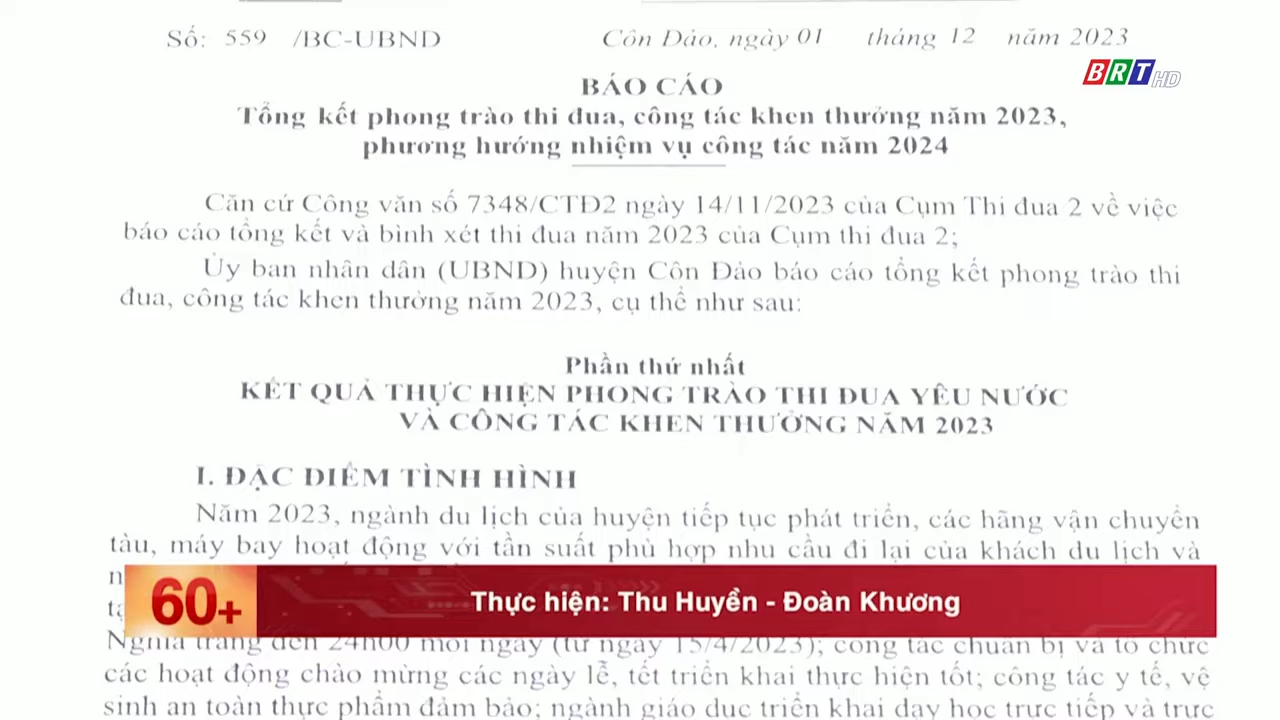 Số: 559 /BC-UBND
Côn Đảo, ngày 01 tháng 12 năm 2023
BRT HD
BÁO CÁO
Tổng kết phong trào thi đua, công tác khen thưởng năm 2023,
phương hướng nhiệm vụ công tác năm 2024
Căn cứ Công văn số 7348/CTĐ2 ngày 14/11/2023 của Cụm Thi đua 2 về việc
báo cáo tổng kết và bình xét thi đua năm 2023 của Cụm thi đua 2;
Ủy ban nhân dân (UBND) huyện Côn Đảo báo cáo tổng kết phong trào thi
đua, công tác khen thưởng năm 2023, cụ thể như sau:
Phần thứ nhất
KẾT QUẢ THỰC HIỆN PHONG TRÀO THI ĐUA YÊU NƯỚC
VÀ CÔNG TÁC KHEN THƯỞNG NĂM 2023
I. ĐẶC ĐIỂM TÌNH HÌNH
Năm 2023, ngành du lịch của huyện tiếp tục phát triển, các hãng vận chuyển
tàu, máy bay hoạt động với tần suất phù hợp nhu cầu đi lại của khách du lịch và
60+
Thực hiện: Thu Huyền - Đoàn Khương
Nghĩa trang đến 24h00 mỗi ngày (từ ngày 15/4/2023); công tác chuẩn bị và tổ chức
các hoạt động chào mừng các ngày lễ, tết triển khai thực hiện tốt; công tác y tế, vệ
sinh an toàn thực phẩm đảm bảo; ngành giáo dục triển khai dạy học trực tiếp và trực